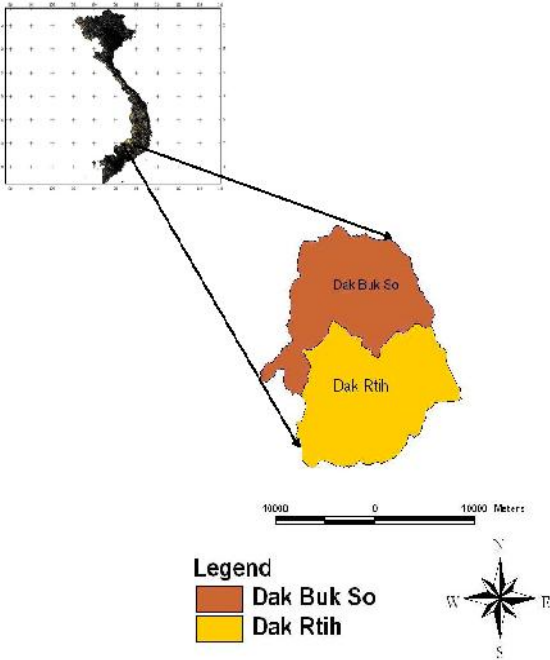 Dak Buk So
Dak Rtih
10000 0 10000 Meters
N
W E
S
Legend
Dak Buk So
Dak Rtih